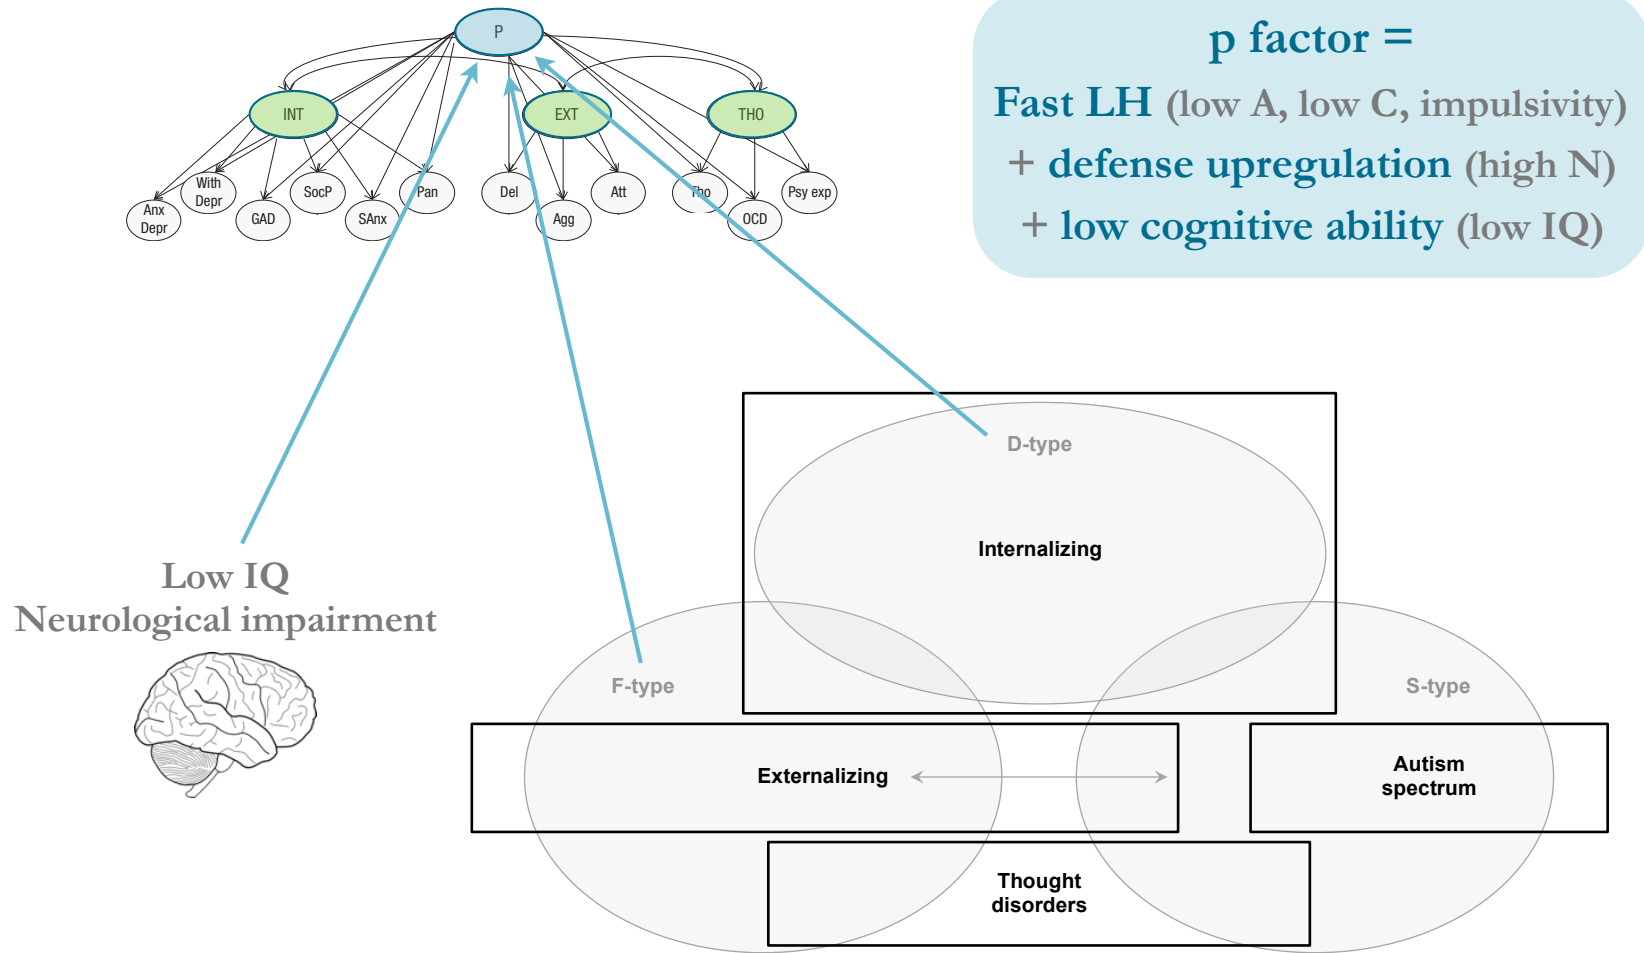 P
INT
EXT
THO
Anx
Depr
With
Depr
GAD
SocP
SAnx
Pan
Del
Agg
Att
Tho
OCD
Psy exp
p factor =
Fast LH (low A, low C, impulsivity)
+ defense upregulation (high N)
+ low cognitive ability (low IQ)
Low IQ
Neurological impairment
D-type
Internalizing
F-type
S-type
Externalizing
Autism
spectrum
Thought
disorders